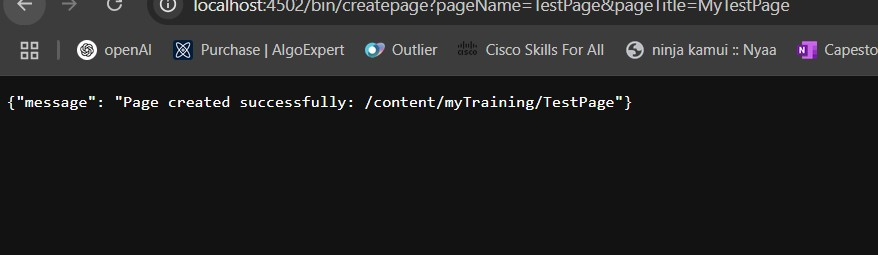 localhost:4502/bin/createpage?pageName=TestPage&pageTitle=MyTestPage
openAI Purchase | AlgoExpert Outlier Cisco Skills For All ninja kamui :: Nyaa Capesto
{"message": "Page created successfully: /content/myTraining/TestPage"}